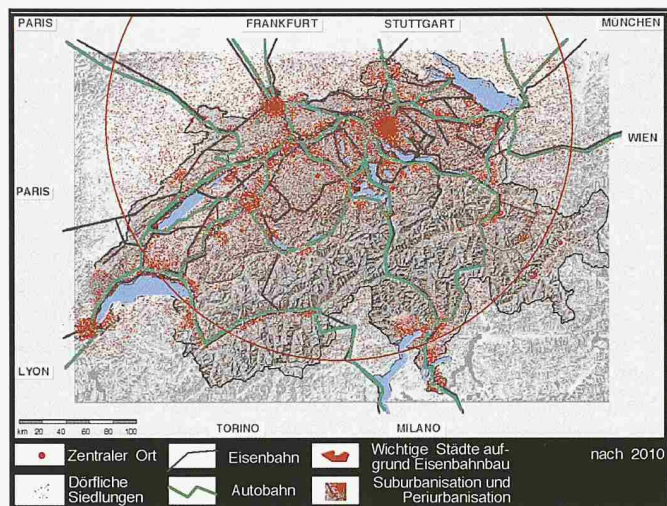 PARIS
FRANKFURT
STUTTGART
MÜNCHEN
WIEN
PARIS
LYON
km 20 40 60 80 100
TORINO
MILANO
Zentraler Ort
Eisenbahn
Wichtige Städte auf-
grund Eisenbahnbau
nach 2010
Dörfliche
Siedlungen
Autobahn
Suburbanisation und
Periurbanisation